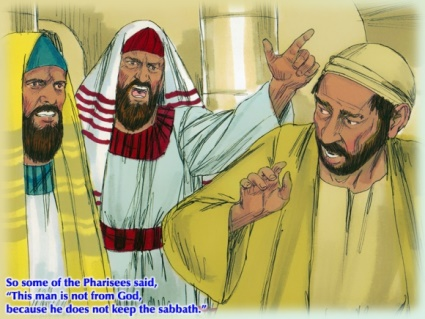 So some of the Pharisees said,
“This man is not from God,
because he does not keep the sabbath.”